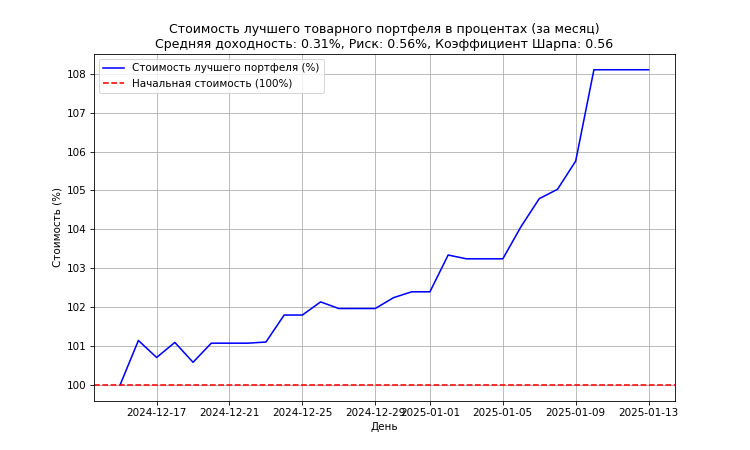 Стоимость лучшего товарного портфеля в процентах (за месяц)
Средняя доходность: 0.31%, Риск: 0.56%, Коэффициент Шарпа: 0.56
Стоимость лучшего портфеля (%)
Начальная стоимость (100%)
Стоимость (%)
108
107
106
105
104
103
102
101
100
2024-12-17 2024-12-21 2024-12-25 2024-12-29 2025-01-01 2025-01-05 2025-01-09 2025-01-13
День